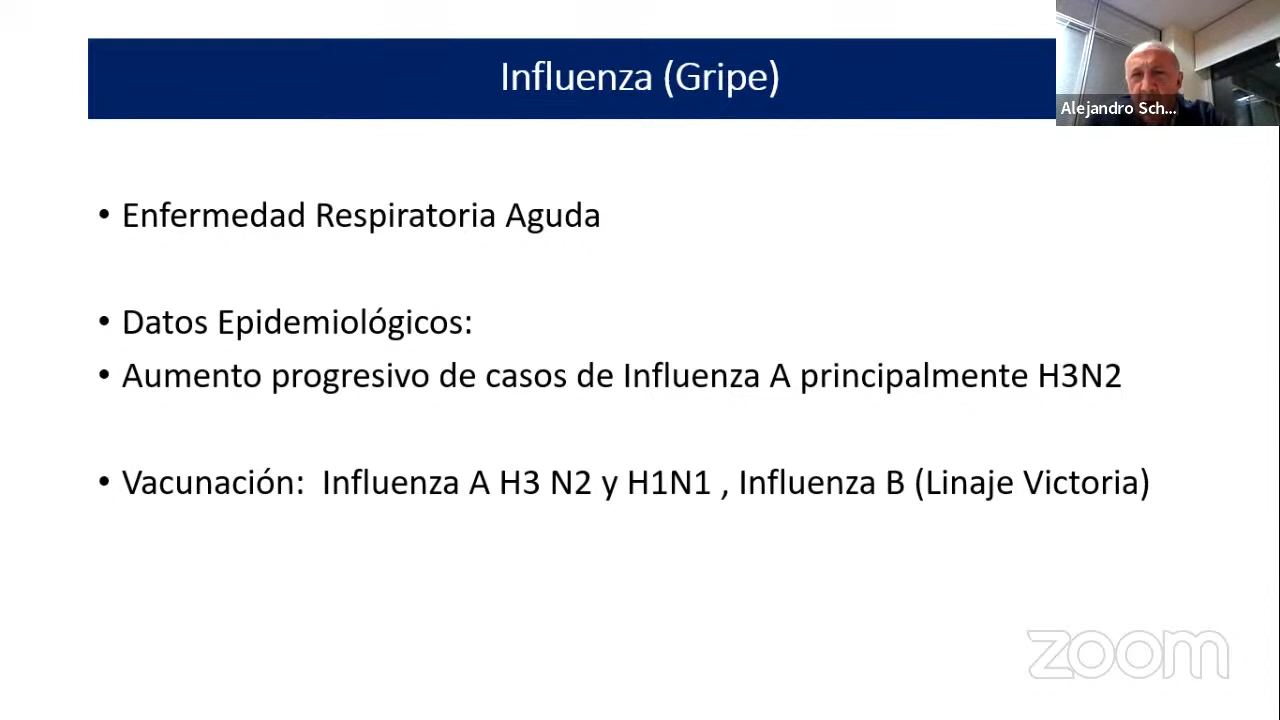 Influenza (Gripe)
Alejandro Sch...
• Enfermedad Respiratoria Aguda
• Datos Epidemiológicos:
• Aumento progresivo de casos de Influenza A principalmente H3N2
• Vacunación:  Influenza A H3 N2 y H1N1 , Influenza B (Linaje Victoria)
zoom